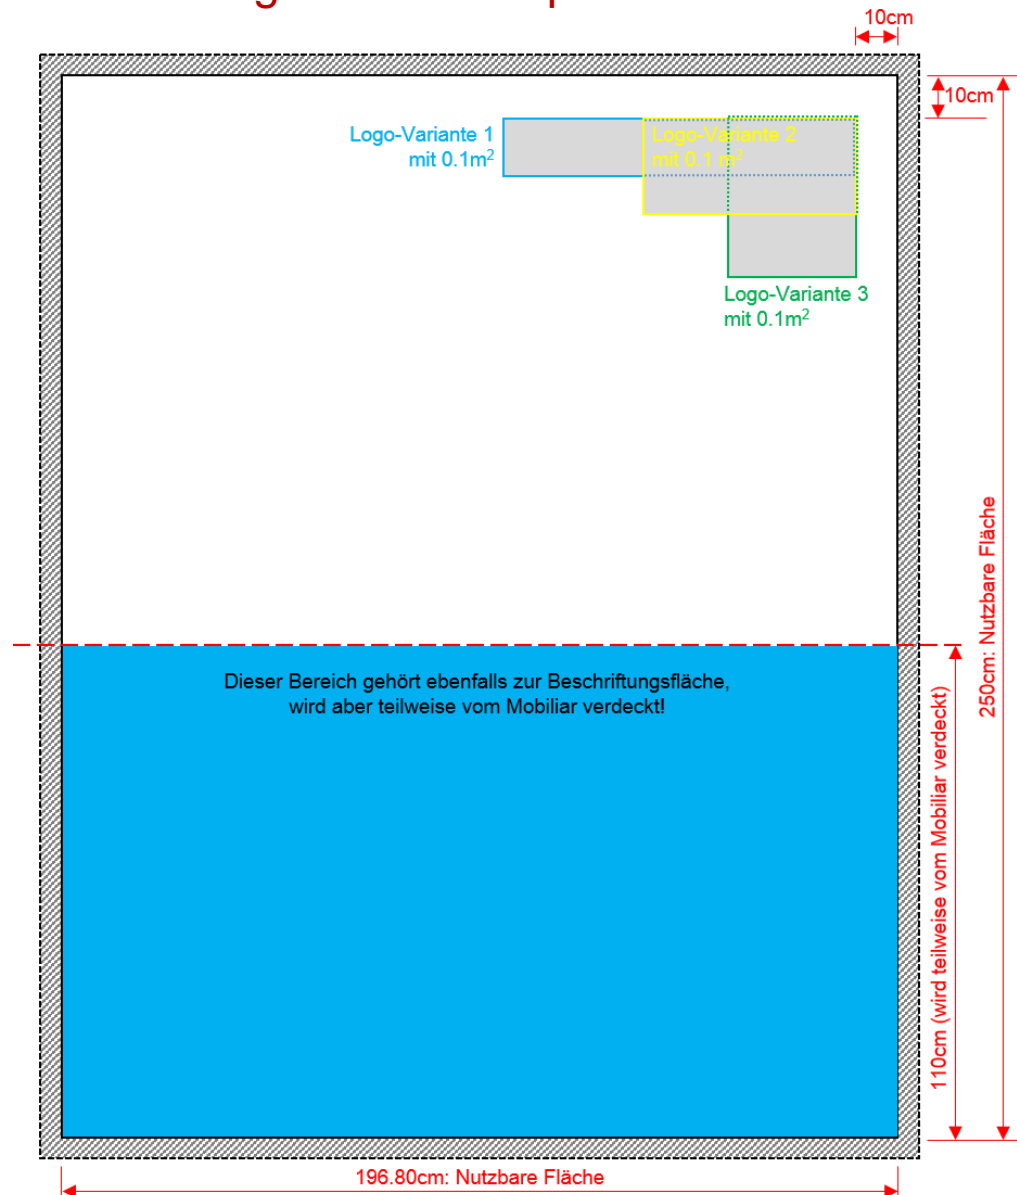 10cm
10cm
Logo-Variante 1
mit 0.1m²
Logo-Variante 2
mit 0.1 m²
Logo-Variante 3
mit 0.1m²
250cm: Nutzbare Fläche
Dieser Bereich gehört ebenfalls zur Beschriftungsfläche,
wird aber teilweise vom Mobiliar verdeckt!
110cm (wird teilweise vom Mobiliar verdeckt)
196.80cm: Nutzbare Fläche